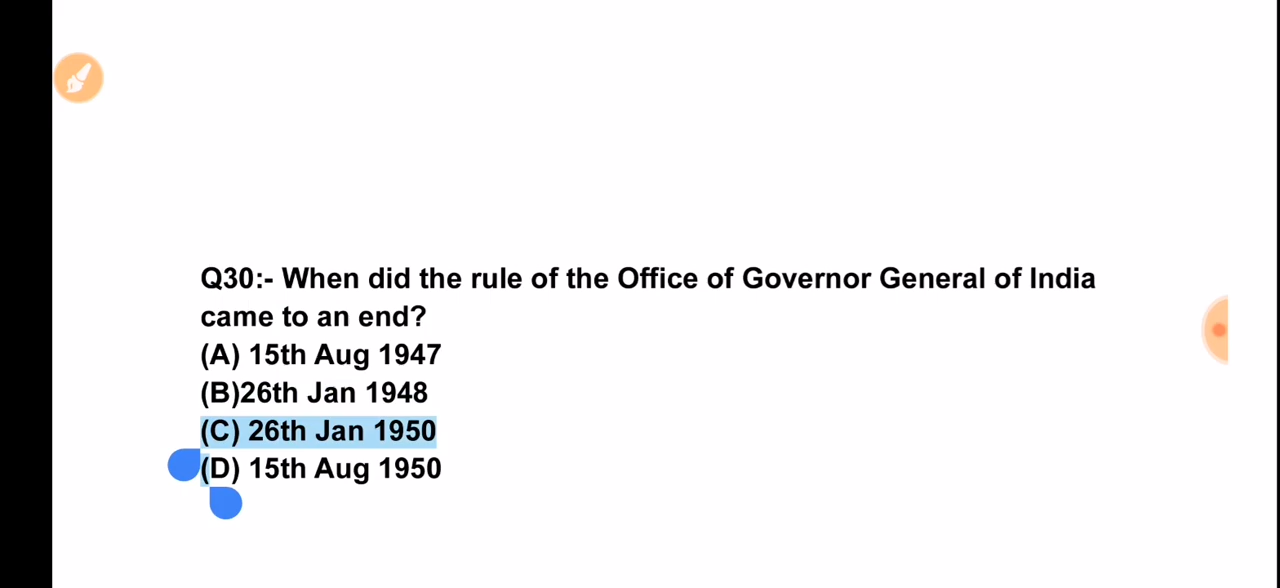 Q30:- When did the rule of the Office of Governor General of India
came to an end?
(A) 15th Aug 1947
(B)26th Jan 1948
(C) 26th Jan 1950
(D) 15th Aug 1950